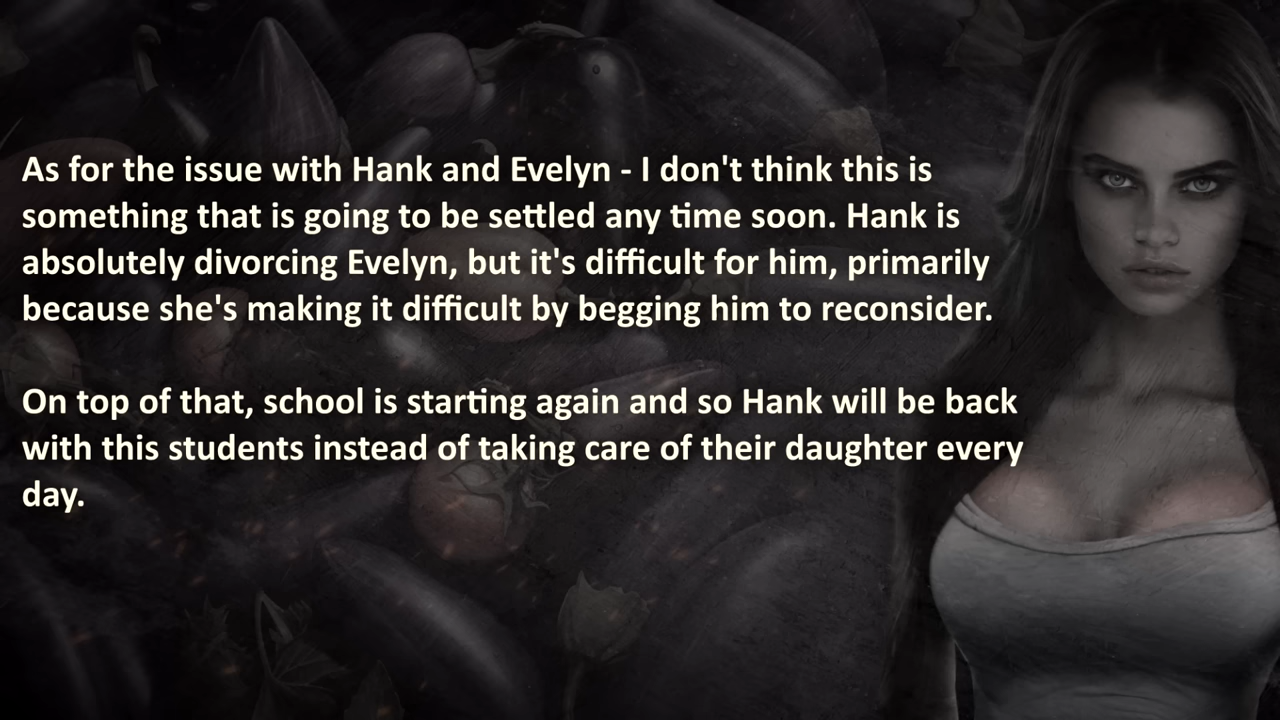 As for the issue with Hank and Evelyn - I don't think this is
something that is going to be settled any time soon. Hank is
absolutely divorcing Evelyn, but it's difficult for him, primarily
because she's making it difficult by begging him to reconsider.
On top of that, school is starting again and so Hank will be back
with this students instead of taking care of their daughter every
day.